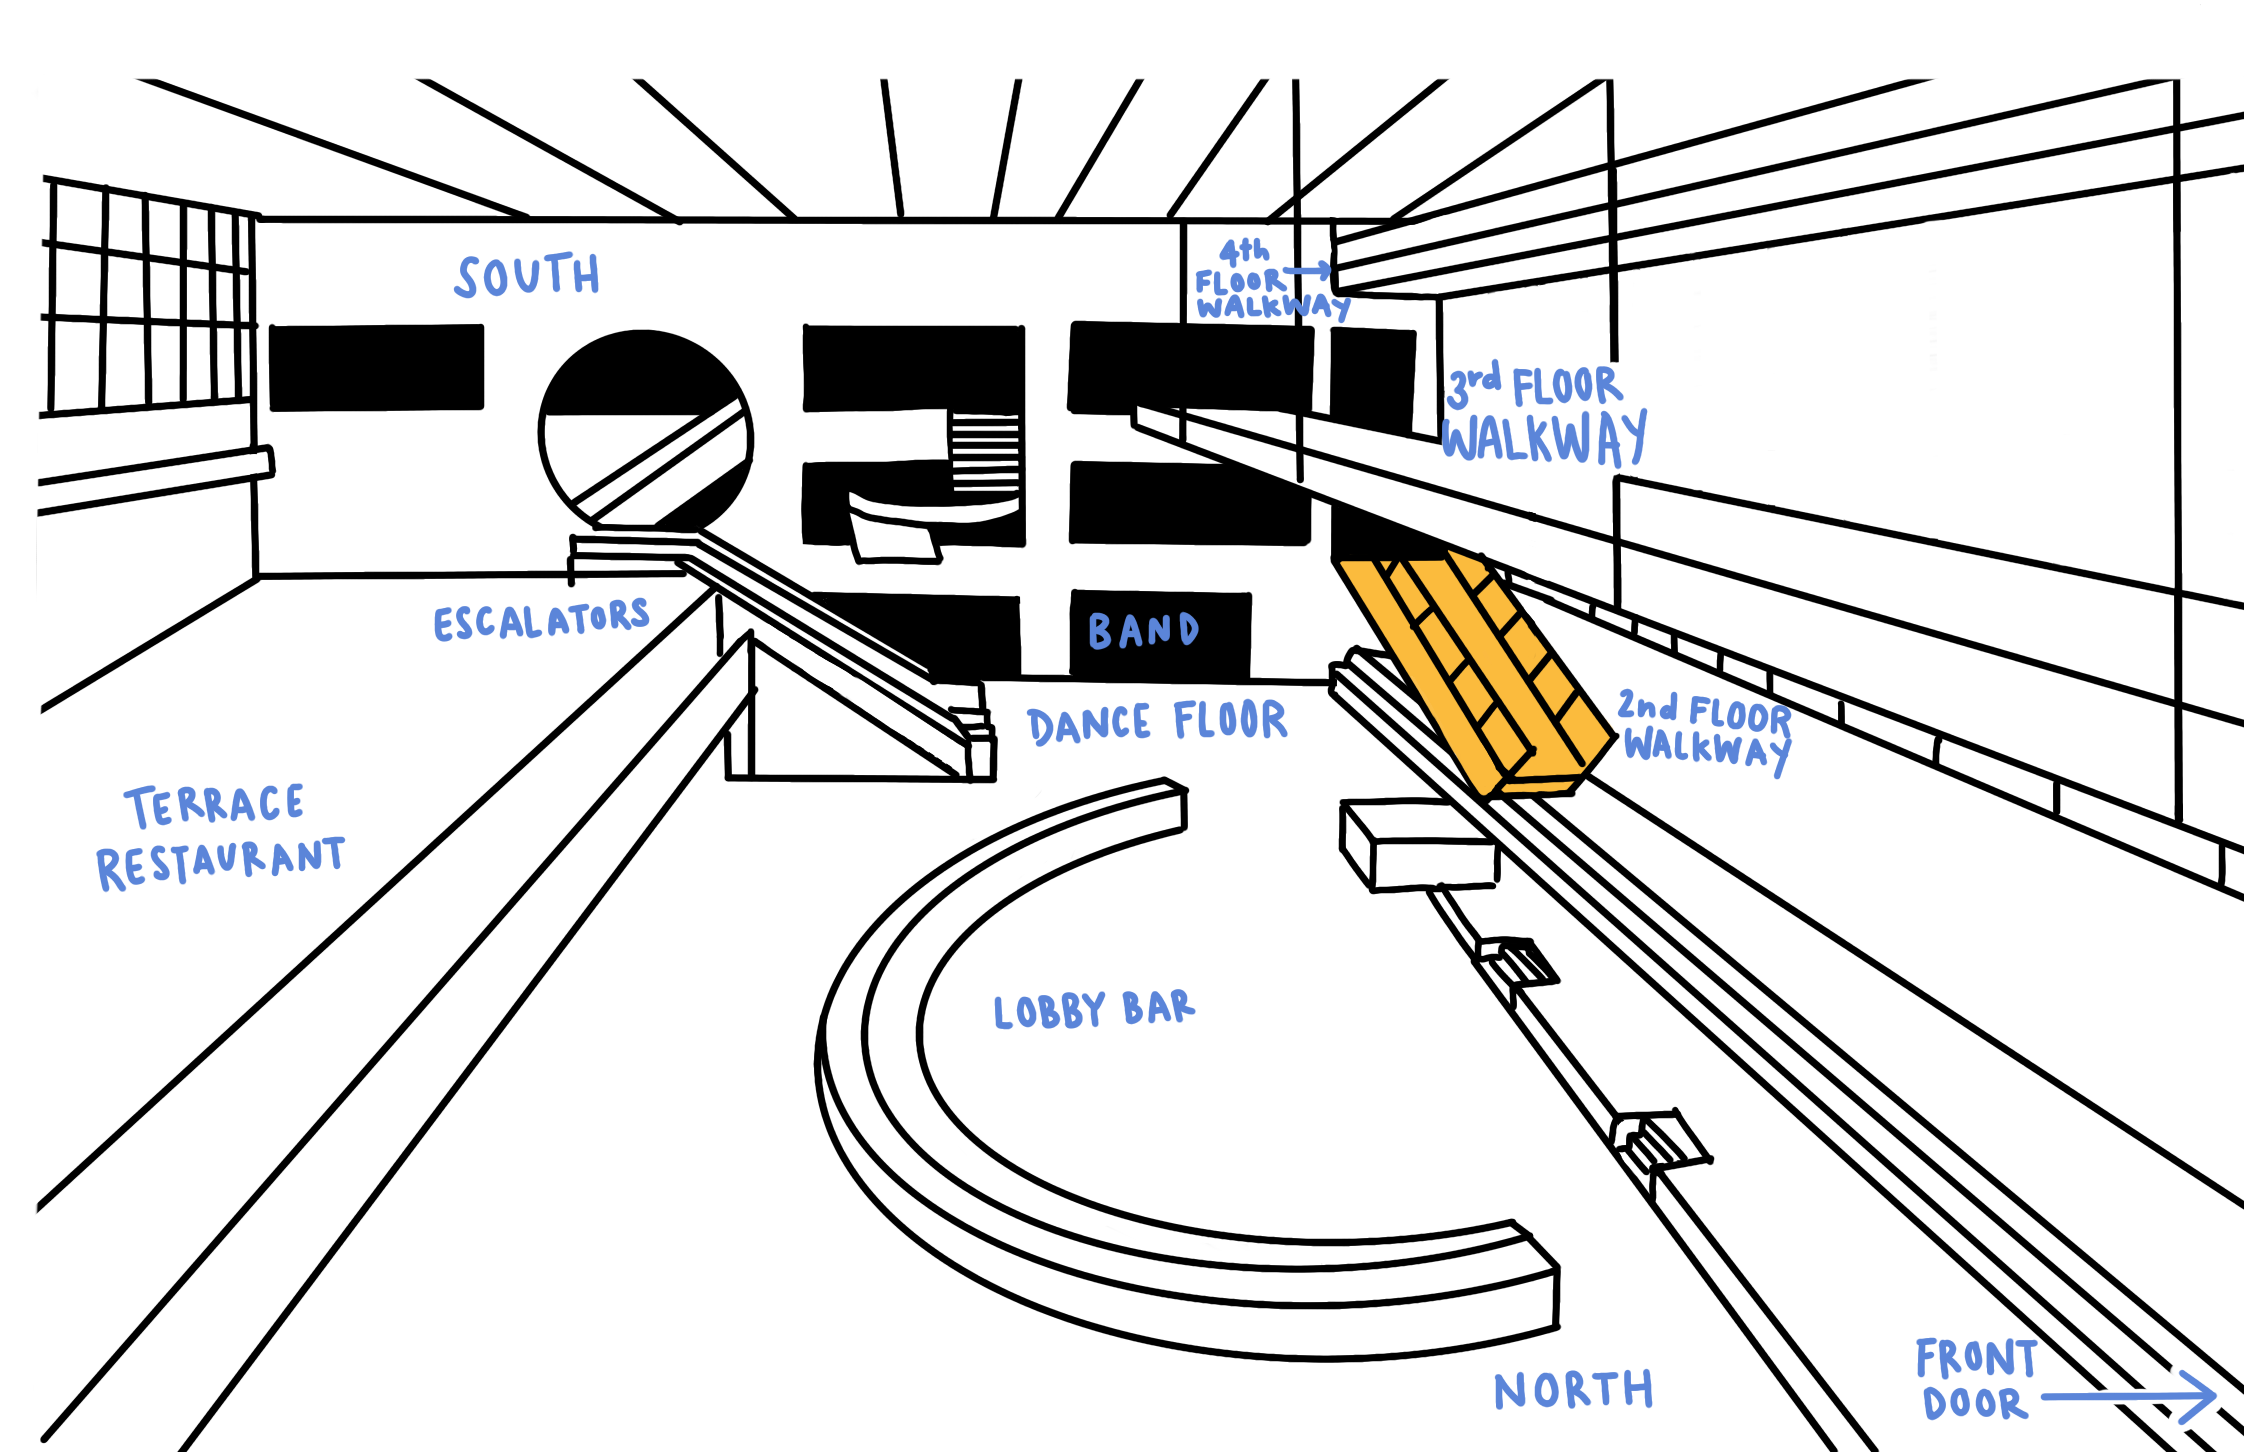 SOUTH
4th
FLOOR
WALKWAY
3rd FLOOR
WALKWAY
ESCALATORS
BAND
DANCE FLOOR
2nd FLOOR
WALKWAY
TERRACE
RESTAURANT
LOBBY BAR
NORTH
FRONT
DOOR